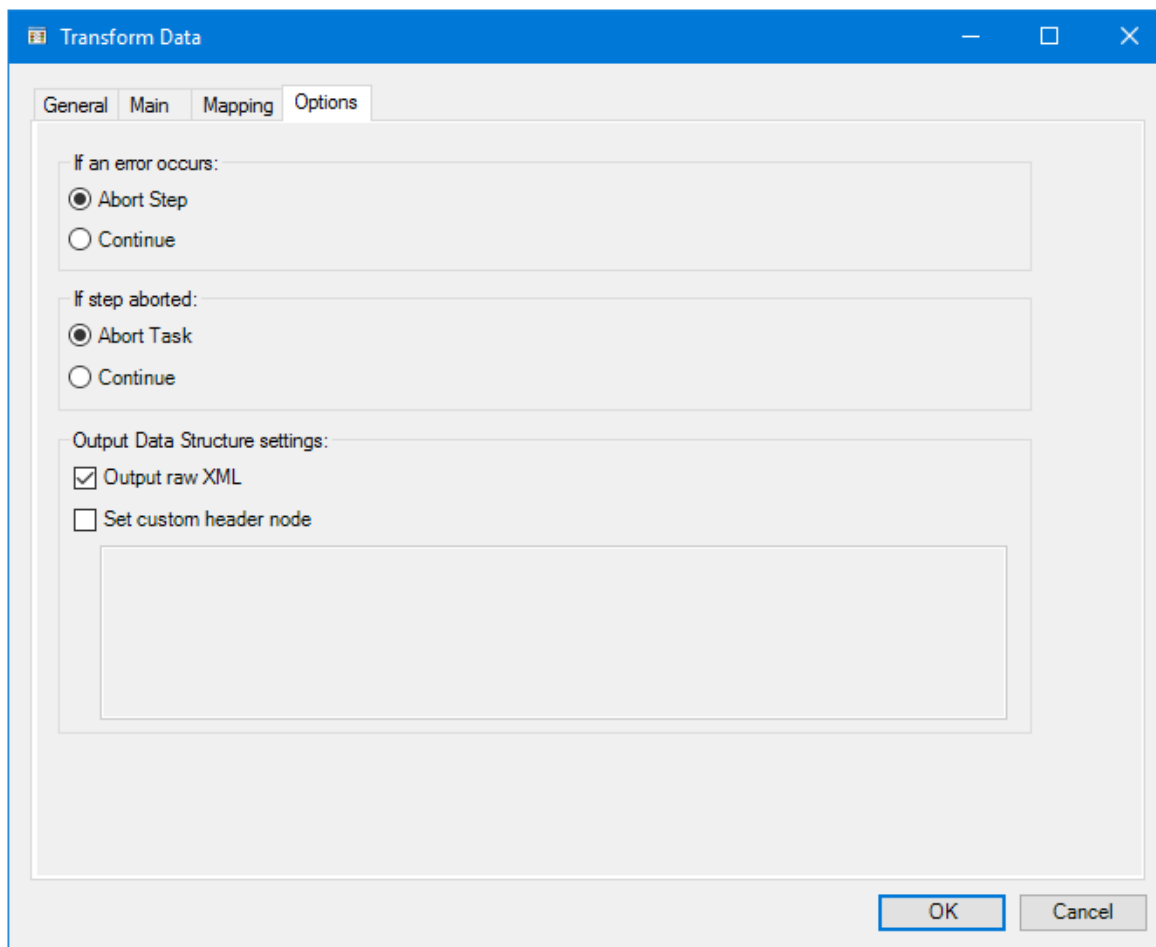 Transform Data
General Main Mapping Options
If an error occurs:
Abort Step
Continue
If step aborted:
Abort Task
Continue
Output Data Structure settings:
Output raw XML
Set custom header node
OK Cancel